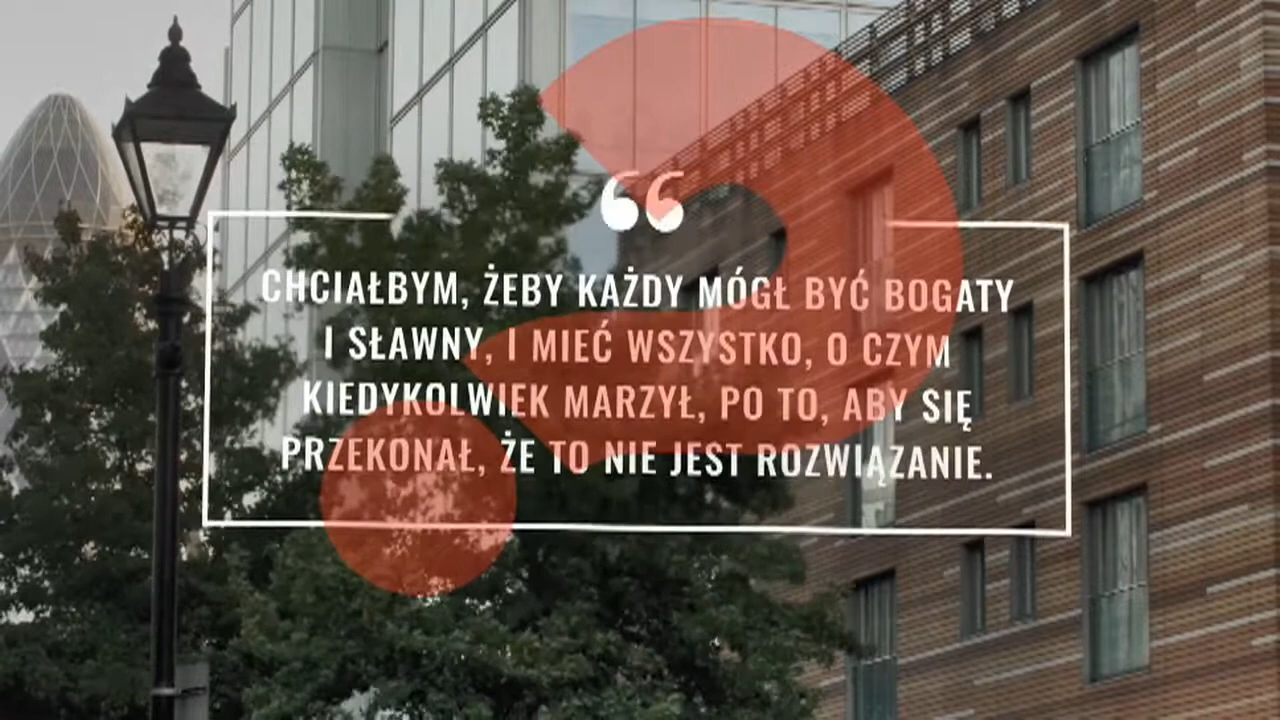 CHCIAŁBYM, ŻEBY KAŻDY MÓGŁ BYĆ BOGATY
I SŁAWNY, I MIEĆ WSZYSTKO, O CZYM
KIEDYKOLWIEK MARZYŁ, PO TO, ABY SIĘ
PRZEKONAŁ, ŻE TO NIE JEST ROZWIĄZANIE.